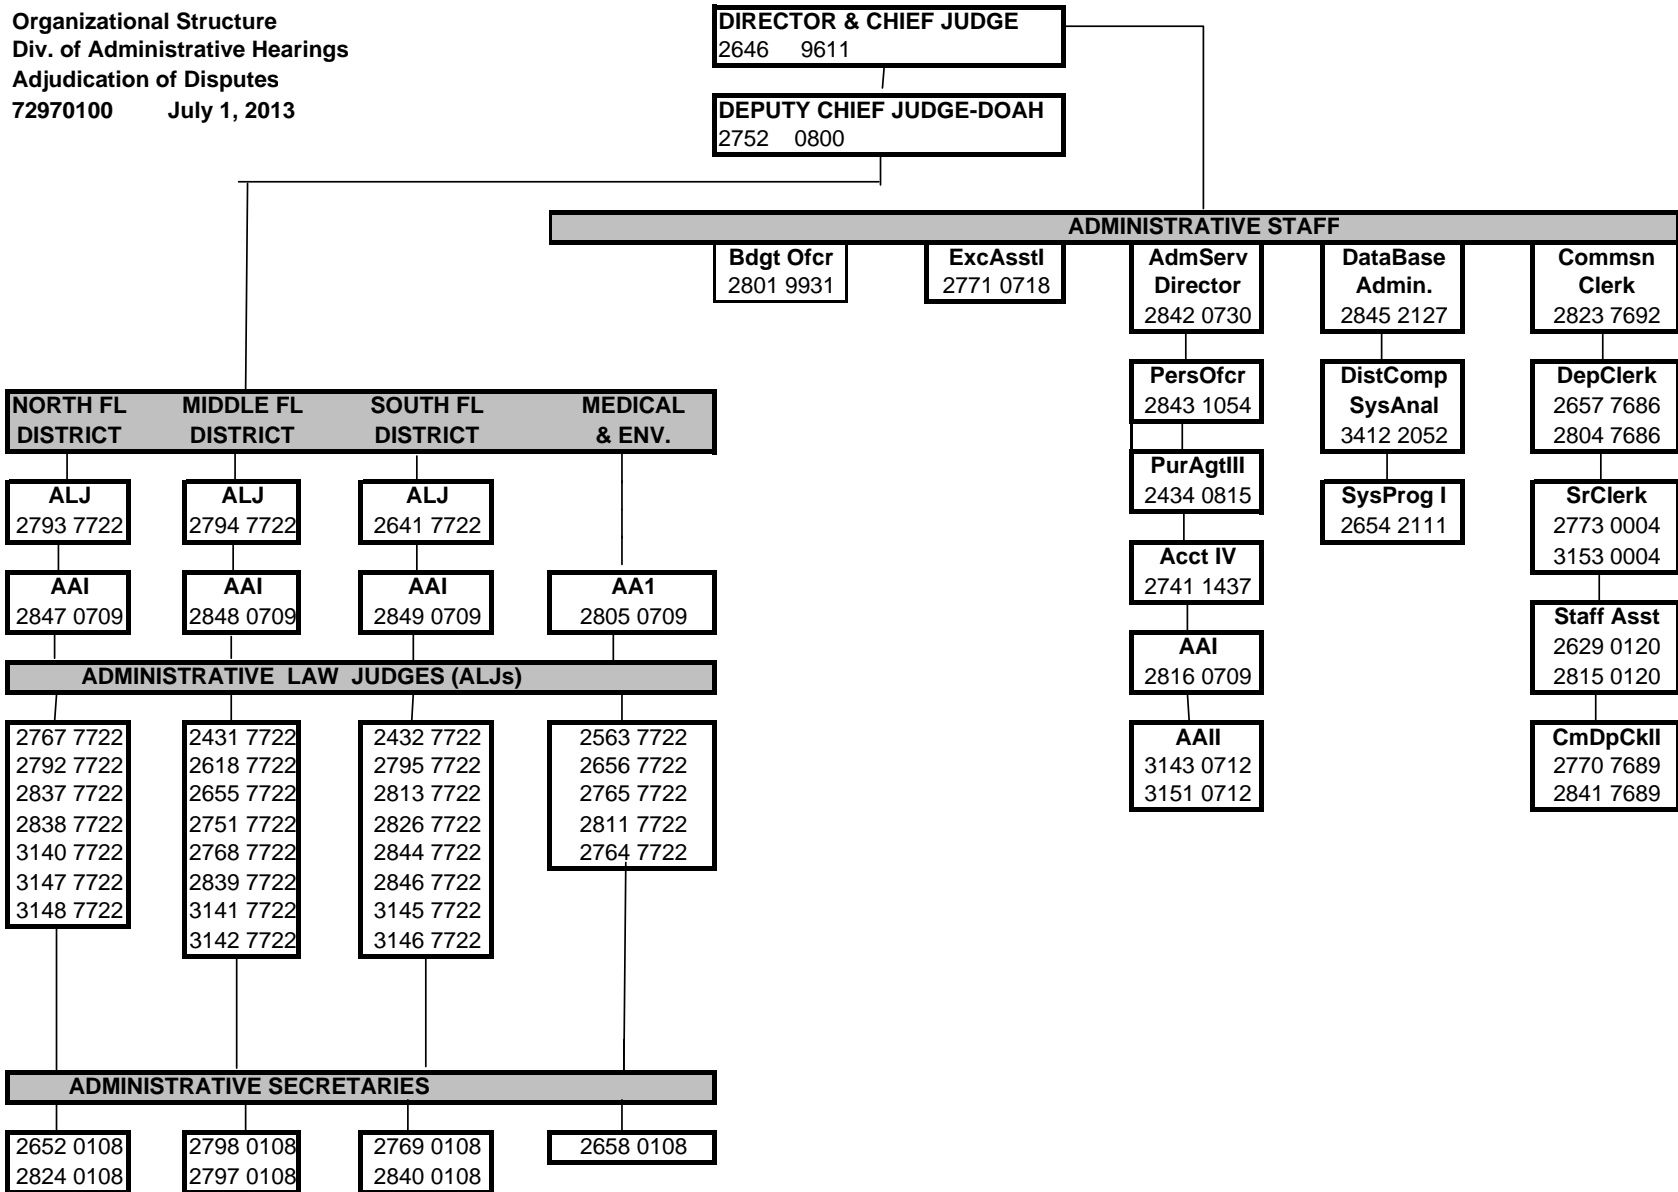 Organizational Structure
Div. of Administrative Hearings
Adjudication of Disputes
72970100 July 1, 2013
DIRECTOR & CHIEF JUDGE
2646 9611
DEPUTY CHIEF JUDGE-DOAH
2752 0800
ADMINISTRATIVE STAFF
Bdgt Ofcr
2801 9931
ExcAsstI
2771 0718
AdmServ
Director
2842 0730
DataBase
Admin.
2845 2127
Commsn
Clerk
2823 7692
PersOfcr
2843 1054
DistComp
SysAnal
3412 2052
DepClerk
2657 7686
2804 7686
PurAgtIII
2434 0815
SysProg I
2654 2111
SrClerk
2773 0004
3153 0004
Acct IV
2741 1437
Staff Asst
2629 0120
2815 0120
AAI
2816 0709
AAII
3143 0712
3151 0712
CmDpCkII
2770 7689
2841 7689
NORTH FL
DISTRICT
MIDDLE FL
DISTRICT
SOUTH FL
DISTRICT
MEDICAL
& ENV.
ALJ
2793 7722
ALJ
2794 7722
ALJ
2641 7722
AAI
2847 0709
AAI
2848 0709
AAI
2849 0709
AA1
2805 0709
ADMINISTRATIVE LAW JUDGES (ALJs)
2767 7722
2792 7722
2837 7722
2838 7722
3140 7722
3147 7722
3148 7722
2431 7722
2618 7722
2655 7722
2751 7722
2768 7722
2839 7722
3141 7722
3142 7722
2432 7722
2795 7722
2813 7722
2826 7722
2844 7722
2846 7722
3145 7722
3146 7722
2563 7722
2656 7722
2765 7722
2811 7722
2764 7722
ADMINISTRATIVE SECRETARIES
2652 0108
2824 0108
2798 0108
2797 0108
2769 0108
2840 0108
2658 0108